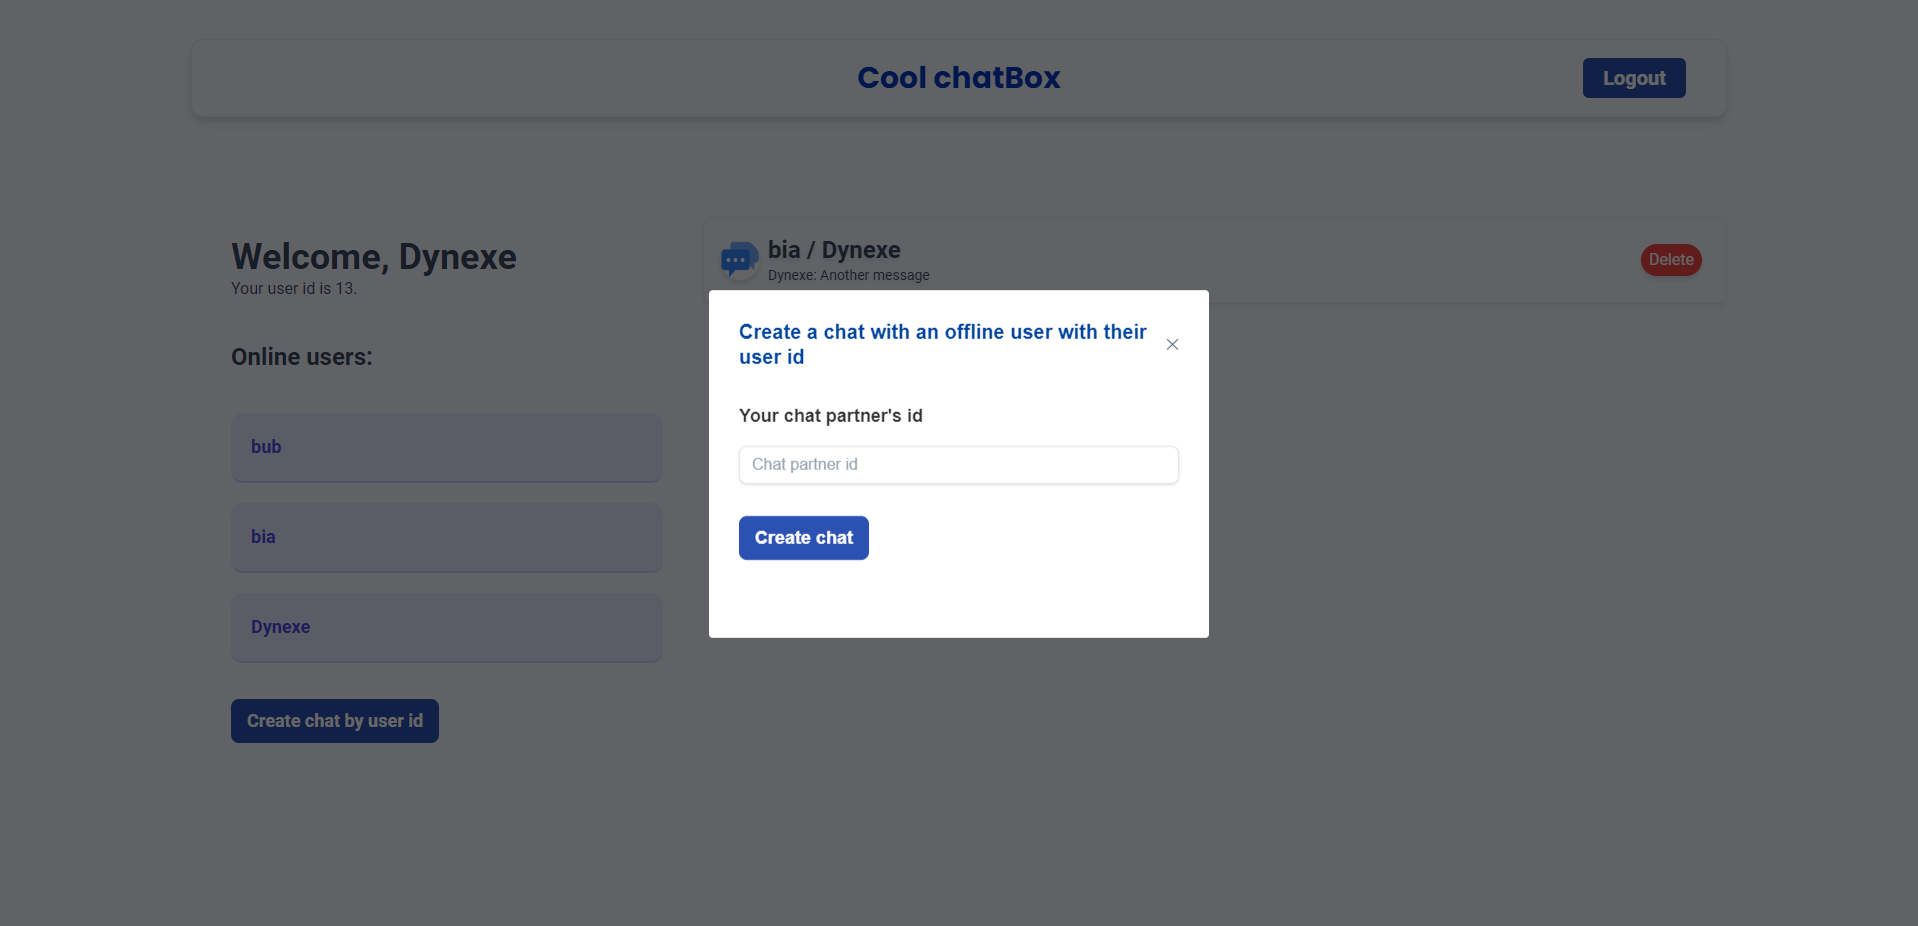 Cool chatBox
Logout
Welcome, Dynexe
Your user id is 13.
Online users:
bub
bia
Dynexe
Create chat by user id
bia / Dynexe
Dynexe: Another message
Delete
Create a chat with an offline user with their
user id
Your chat partner's id
Chat partner id
Create chat